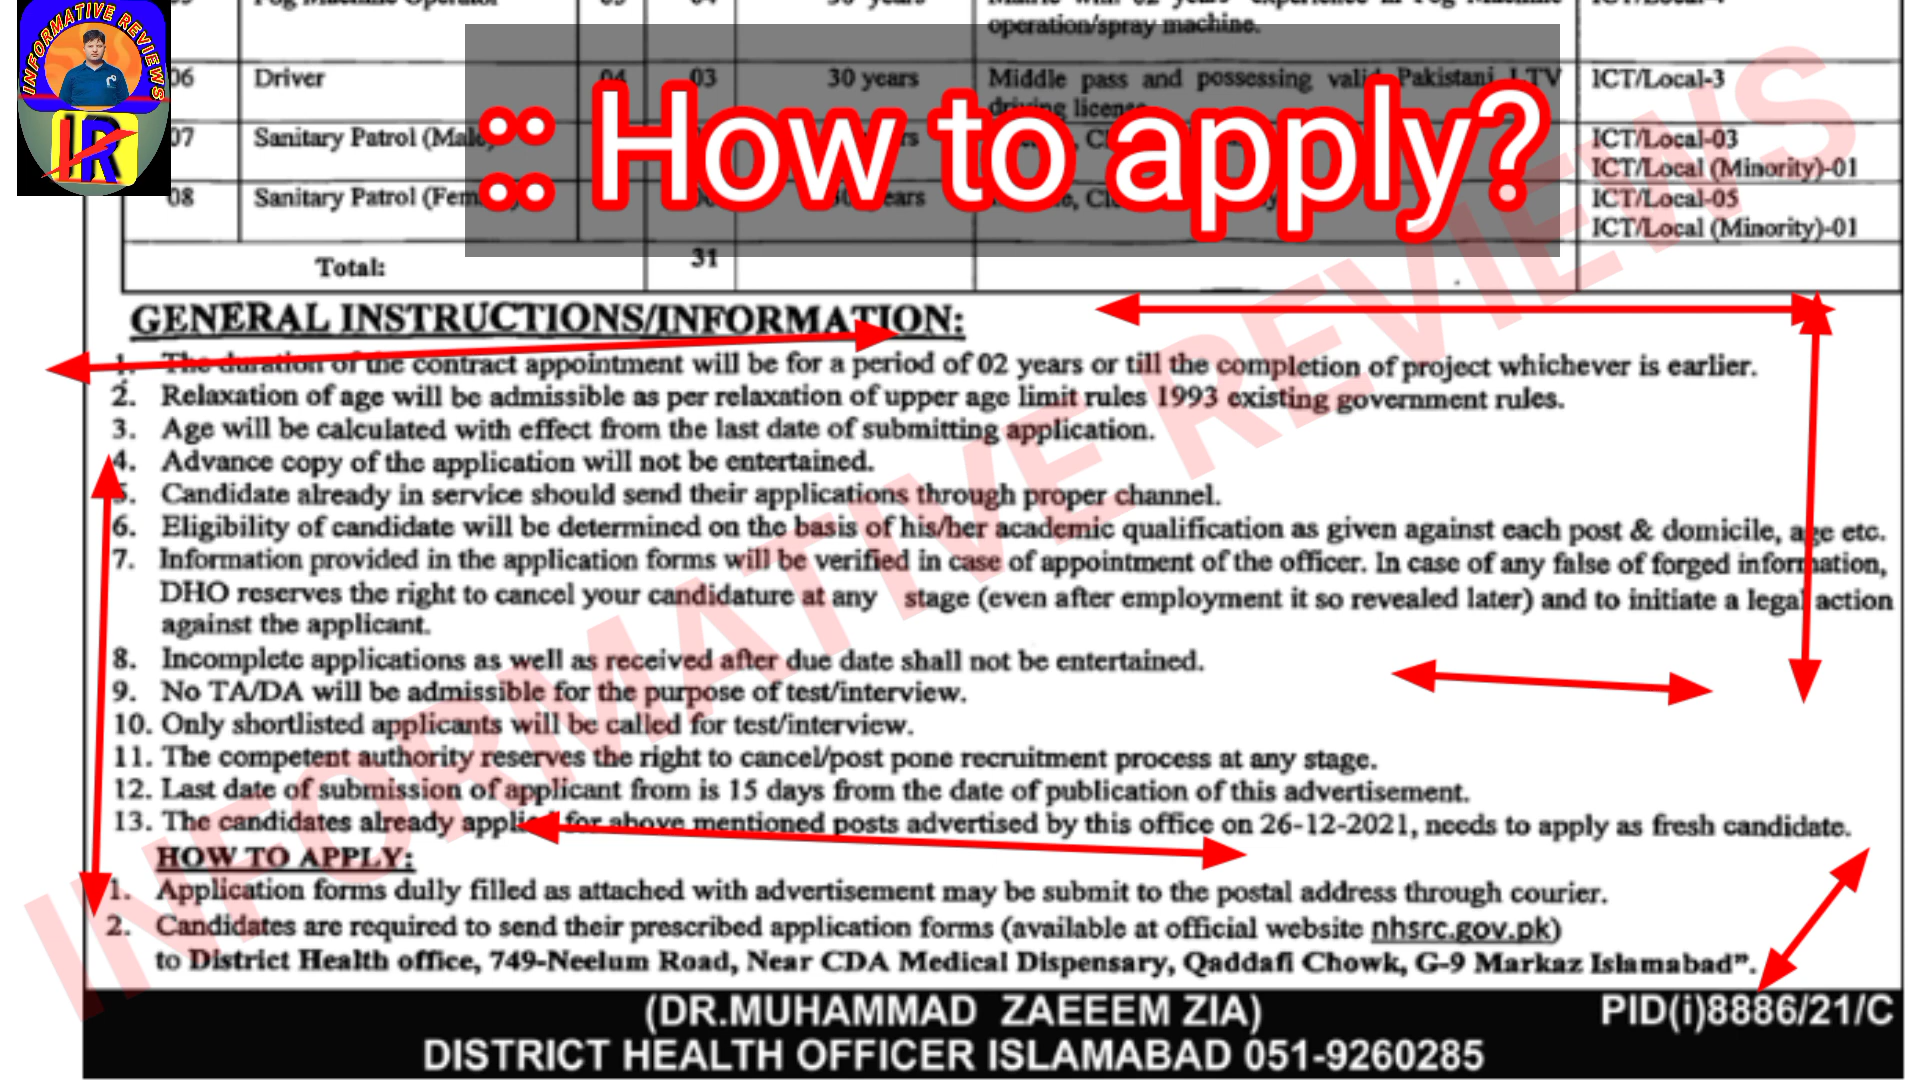 INFORMATIVE REVIEWS
IR
operation/spray machine.
06 Driver 04 03 30 years Middle pass and possessing valid Pakistani LTV ICT/Local-3
driving license
:: How to apply?
07 Sanitary Patrol (Male) ICT/Local-03
ICT/Local (Minority)-01
08 Sanitary Patrol ICT/Local-05
ICT/Local (Minority)-01
Total: 31
GENERAL INSTRUCTIONS/INFORMATION:
1. The duration of the contract appointment will be for a period of 02 years or till the completion of project whichever is earlier.
2. Relaxation of age will be admissible as per relaxation of upper age limit rules 1993 existing government rules.
3. Age will be calculated with effect from the last date of submitting application.
4. Advance copy of the application will not be entertained.
5. Candidate already in service should send their applications through proper channel.
6. Eligibility of candidate will be determined on the basis of his/her academic qualification as given against each post & domicile, age etc.
7. Information provided in the application forms will be verified in case of appointment of the officer. In case of any false of forged information,
DHO reserves the right to cancel your candidature at any stage (even after employment it so revealed later) and to initiate a legal action
against the applicant.
8. Incomplete applications as well as received after due date shall not be entertained.
9. No TA/DA will be admissible for the purpose of test/interview.
10. Only shortlisted applicants will be called for test/interview.
11. The competent authority reserves the right to cancel/post pone recruitment process at any stage.
12. Last date of submission of applicant from is 15 days from the date of publication of this advertisement.
13. The candidates already applied for above mentioned posts advertised by this office on 26-12-2021, needs to apply as fresh candidate.
HOW TO APPLY:
1. Application forms dully filled as attached with advertisement may be submit to the postal address through courier.
2. Candidates are required to send their prescribed application forms (available at official website nhsrc.gov.pk)
to District Health office, 749-Neelum Road, Near CDA Medical Dispensary, Qaddafi Chowk, G-9 Markaz Islamabad".
(DR.MUHAMMAD ZAEEEM ZIA) PID(i)8886/21/C
DISTRICT HEALTH OFFICER ISLAMABAD 051-9260285
INFORMATIVE REVIEWS